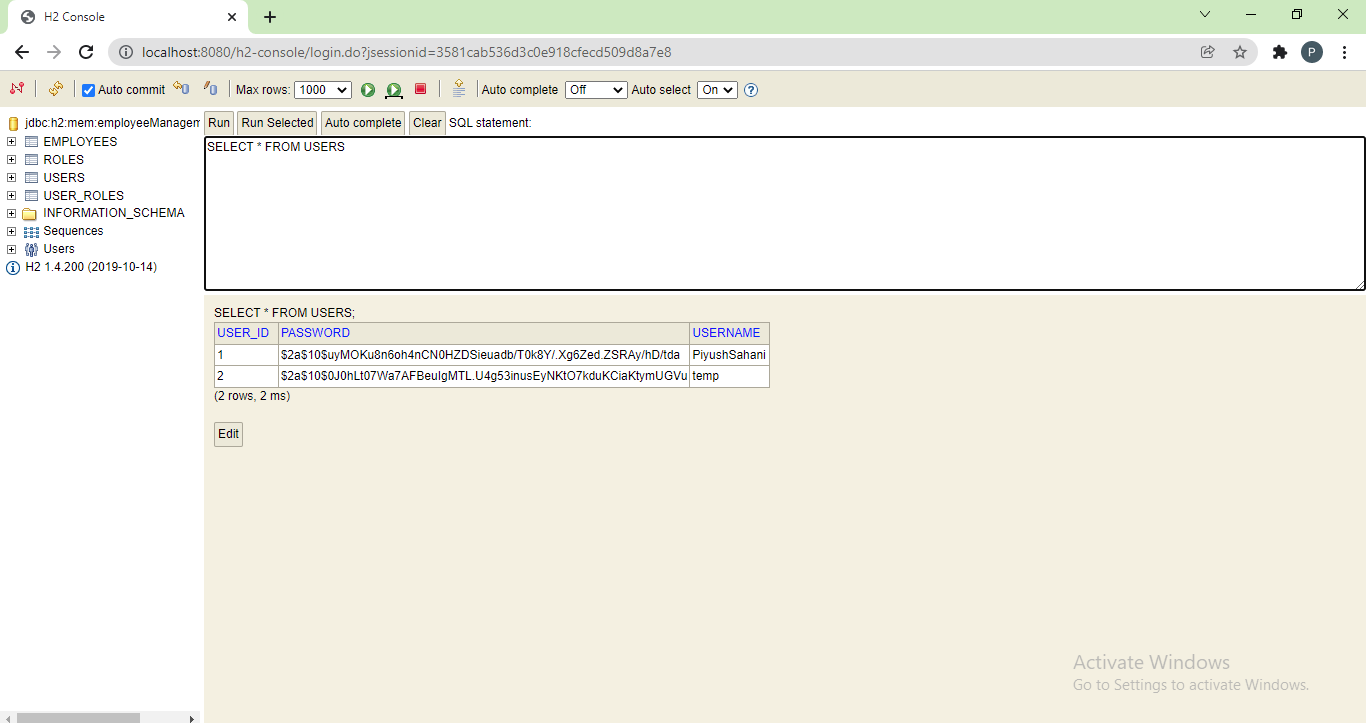 H2 Console
localhost:8080/h2-console/login.do?jsessionid=3581cab536d3c0e918cfecd509d8a7e8
P
Auto commit Max rows: 1000 Auto complete Off Auto select On
jdbc:h2:mem:employeeManagem
EMPLOYEES
ROLES
USERS
USER_ROLES
INFORMATION_SCHEMA
Sequences
Users
H2 1.4.200 (2019-10-14)
Run Run Selected Auto complete Clear SQL statement:
SELECT * FROM USERS
SELECT * FROM USERS;
USER_ID PASSWORD USERNAME
1 $2a$10$uyMOKu8n6oh4nCN0HZDSieuadb/T0k8Y/.Xg6Zed.ZSRAy/hD/tda PiyushSahani
2 $2a$10$0J0hLt07Wa7AFBeulgMTL.U4g53inusEyNKtO7kduKCiaKtymUGVu temp
(2 rows, 2 ms)
Edit
Activate Windows
Go to Settings to activate Windows.